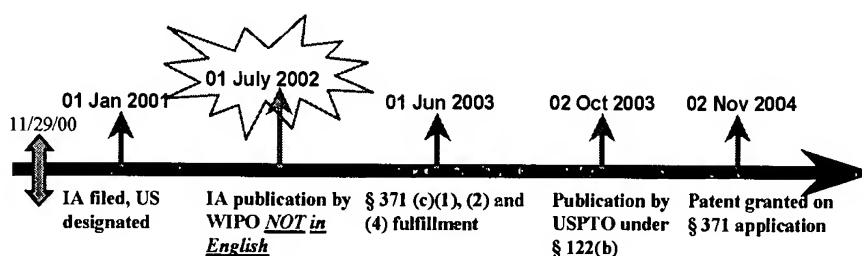 01 July 2002
01 Jan 2001
01 Jun 2003
02 Oct 2003
02 Nov 2004
11/29/00
IA filed, US
designated
IA publication by
WIPO NOT in
English
§ 371 (c)(1), (2) and
(4) fulfillment
Publication by
USPTO under
§ 122(b)
Patent granted on
§ 371 application